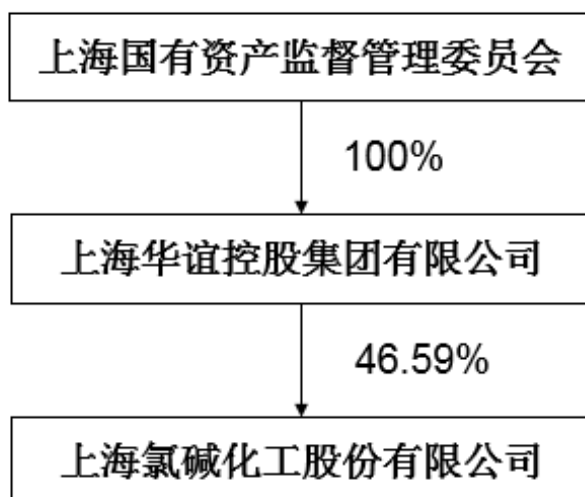 上海国有资产监督管理委员会
100%
上海华谊控股集团有限公司
46.59%
上海氯碱化工股份有限公司